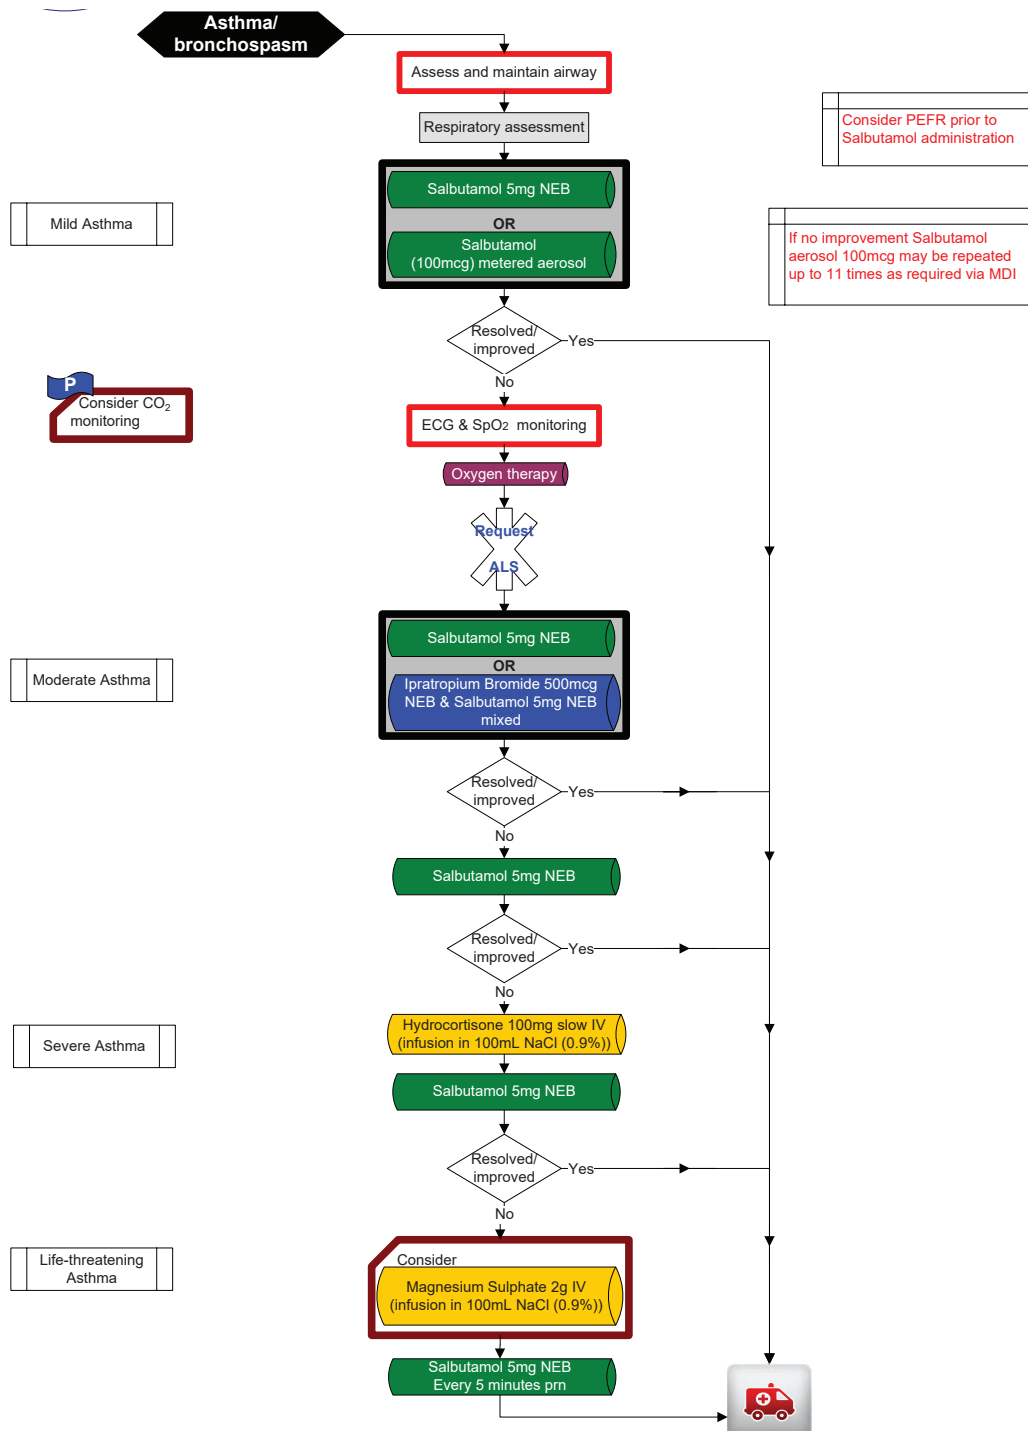 Asthma/
bronchospasm
Assess and maintain airway
Respiratory assessment
Consider PEFR prior to
Salbutamol administration
Salbutamol 5mg NEB
OR
Salbutamol
(100mcg) metered aerosol
Mild Asthma
If no improvement Salbutamol
aerosol 100mcg may be repeated
up to 11 times as required via MDI
Resolved/
improved
Yes
No
P
Consider CO₂
monitoring
ECG & SpO₂ monitoring
Oxygen therapy
Request
ALS
Salbutamol 5mg NEB
OR
Ipratropium Bromide 500mcg
NEB & Salbutamol 5mg NEB
mixed
Moderate Asthma
Resolved/
improved
Yes
No
Salbutamol 5mg NEB
Resolved/
improved
Yes
No
Hydrocortisone 100mg slow IV
(infusion in 100mL NaCl (0.9%))
Severe Asthma
Salbutamol 5mg NEB
Resolved/
improved
Yes
No
Life-threatening
Asthma
Consider
Magnesium Sulphate 2g IV
(infusion in 100mL NaCl (0.9%))
Salbutamol 5mg NEB
Every 5 minutes prn